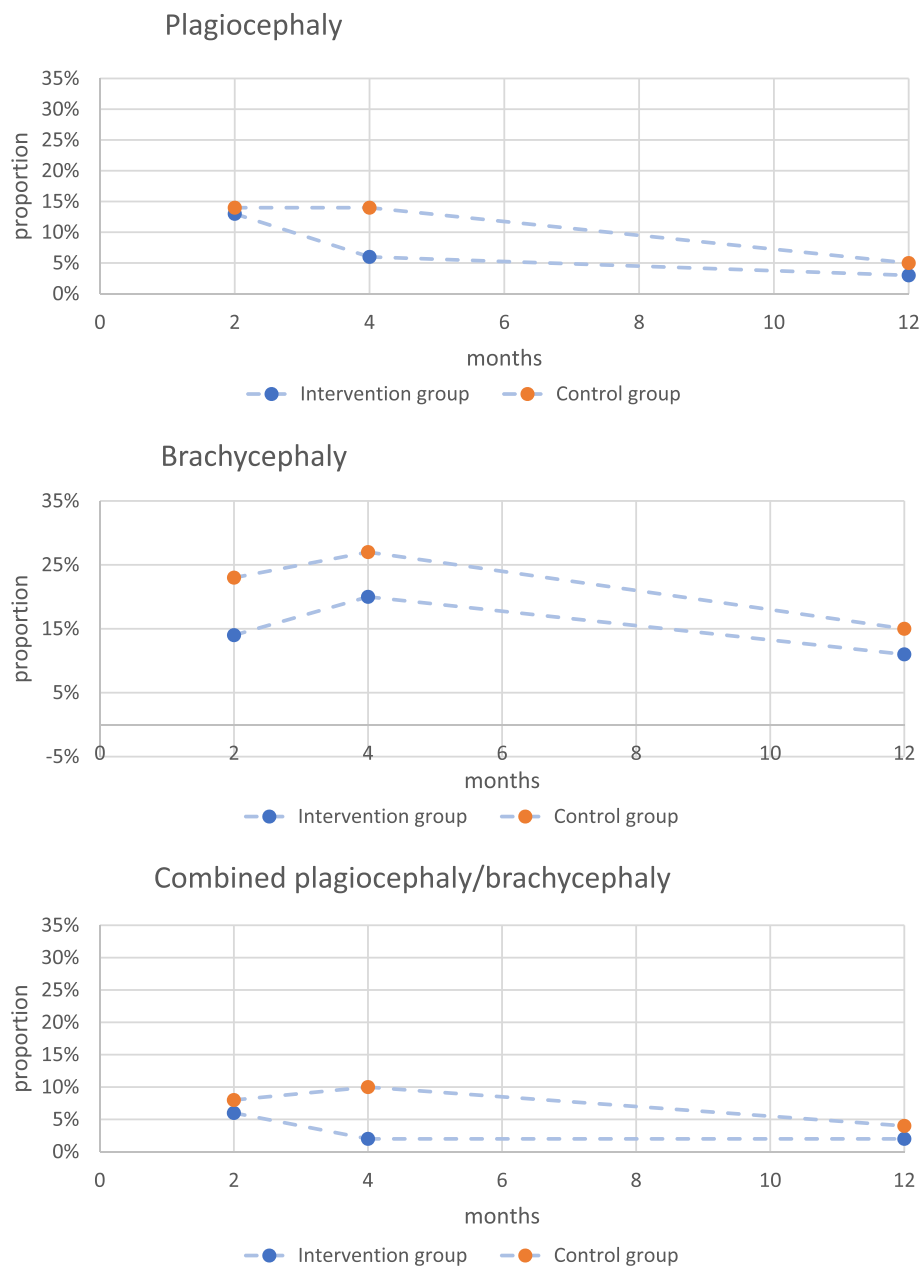 Plagiocephaly
35%
30%
25%
20%
15%
10%
5%
0%
proportion
0 2 4 6 8 10 12
months
Intervention group Control group
Brachycephaly
35%
25%
15%
5%
-5%
proportion
0 2 4 6 8 10 12
months
Intervention group Control group
Combined plagiocephaly/brachycephaly
35%
30%
25%
20%
15%
10%
5%
0%
proportion
0 2 4 6 8 10 12
months
Intervention group Control group